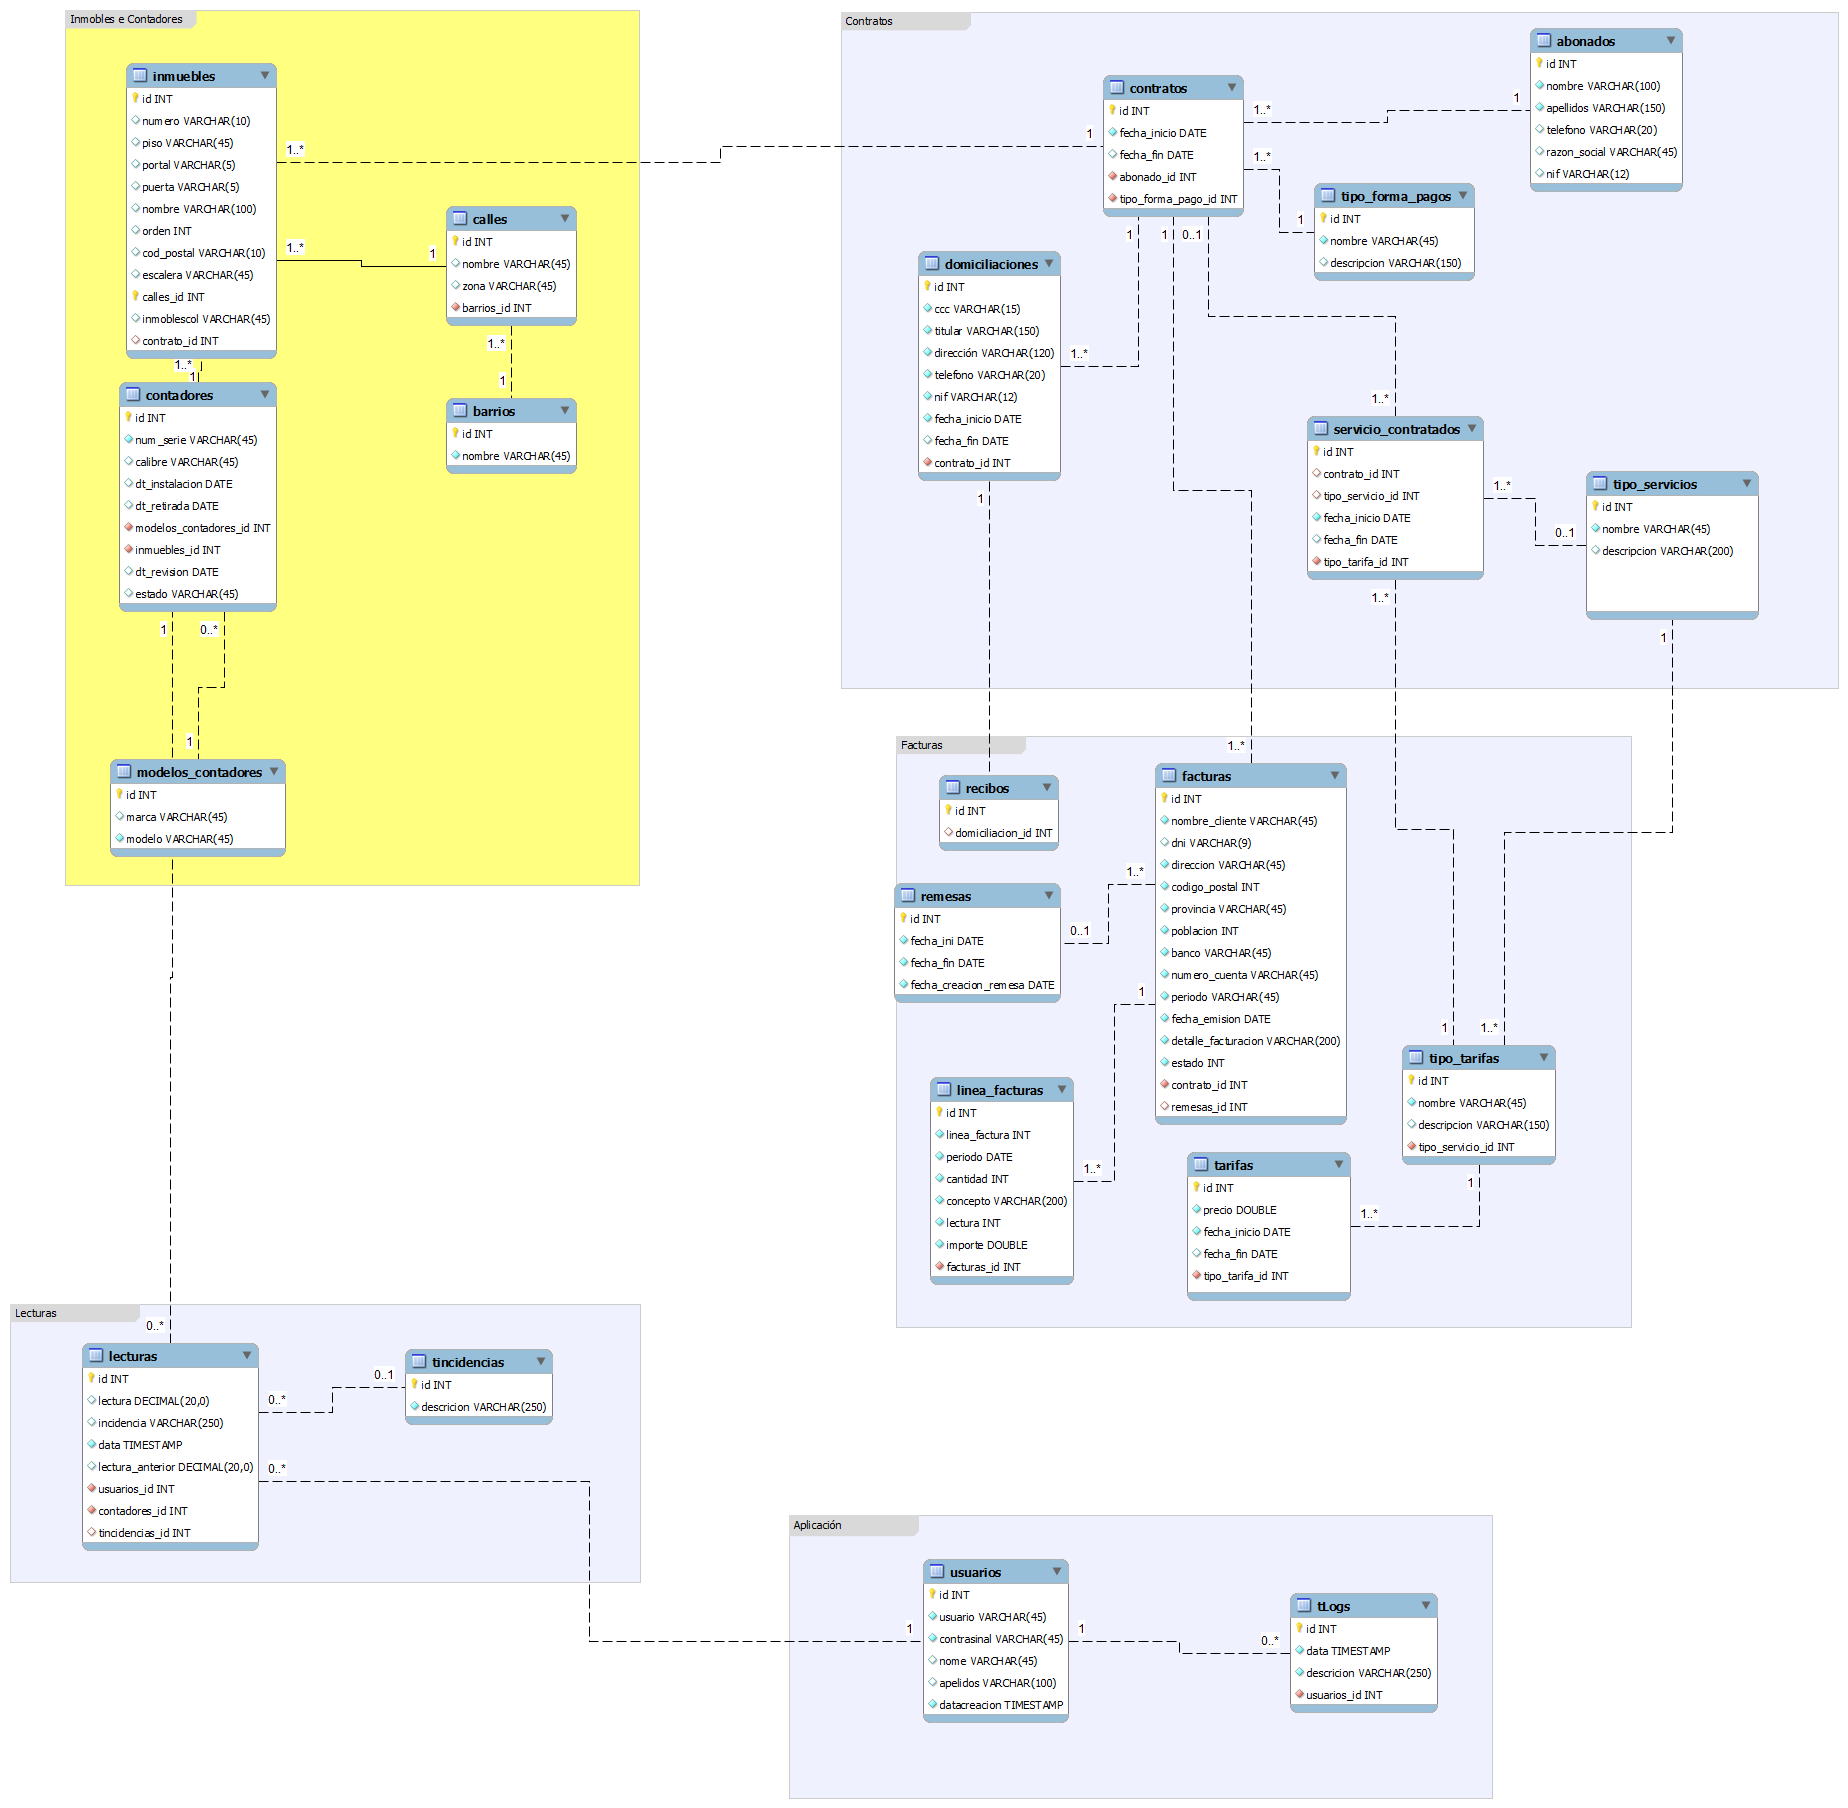 Inmobles e Contadores
inmuebles
id INT
numero VARCHAR(10)
piso VARCHAR(45)
portal VARCHAR(5)
puerta VARCHAR(5)
nombre VARCHAR(100)
orden INT
cod_postal VARCHAR(10)
escalera VARCHAR(45)
calles_id INT
inmoblescol VARCHAR(45)
contrato_id INT
1..*
1
1..*
1
calles
id INT
nombre VARCHAR(45)
zona VARCHAR(45)
barrios_id INT
1..*
1
barrios
id INT
nombre VARCHAR(45)
1..*
1
contadores
id INT
num_serie VARCHAR(45)
calibre VARCHAR(45)
dt_instalacion DATE
dt_retirada DATE
modelos_contadores_id INT
inmuebles_id INT
dt_revision DATE
estado VARCHAR(45)
1
0..*
1
modelos_contadores
id INT
marca VARCHAR(45)
modelo VARCHAR(45)
Contratos
contratos
id INT
fecha_inicio DATE
fecha_fin DATE
abonado_id INT
tipo_forma_pago_id INT
1..*
1
1..*
1
1
1
0..1
abonados
id INT
nombre VARCHAR(100)
apellidos VARCHAR(150)
telefono VARCHAR(20)
razon_social VARCHAR(45)
nif VARCHAR(12)
tipo_forma_pagos
id INT
nombre VARCHAR(45)
descripcion VARCHAR(150)
domiciliaciones
id INT
ccc VARCHAR(15)
titular VARCHAR(150)
dirección VARCHAR(120)
telefono VARCHAR(20)
nif VARCHAR(12)
fecha_inicio DATE
fecha_fin DATE
contrato_id INT
1..*
1
1..*
servicio_contratados
id INT
contrato_id INT
tipo_servicio_id INT
fecha_inicio DATE
fecha_fin DATE
tipo_tarifa_id INT
1..*
0..1
1..*
tipo_servicios
id INT
nombre VARCHAR(45)
descripcion VARCHAR(200)
1
Facturas
1..*
recibos
id INT
domiciliacion_id INT
facturas
id INT
nombre_cliente VARCHAR(45)
dni VARCHAR(9)
direccion VARCHAR(45)
codigo_postal INT
provincia VARCHAR(45)
poblacion INT
banco VARCHAR(45)
numero_cuenta VARCHAR(45)
periodo VARCHAR(45)
fecha_emision DATE
detalle_facturacion VARCHAR(200)
estado INT
contrato_id INT
remesas_id INT
1..*
0..1
1
1..*
remesas
id INT
fecha_ini DATE
fecha_fin DATE
fecha_creacion_remesa DATE
linea_facturas
id INT
linea_factura INT
periodo DATE
cantidad INT
concepto VARCHAR(200)
lectura INT
importe DOUBLE
facturas_id INT
1
1..*
tipo_tarifas
id INT
nombre VARCHAR(45)
descripcion VARCHAR(150)
tipo_servicio_id INT
1
1..*
tarifas
id INT
precio DOUBLE
fecha_inicio DATE
fecha_fin DATE
tipo_tarifa_id INT
Lecturas
0..*
lecturas
id INT
lectura DECIMAL(20,0)
incidencia VARCHAR(250)
data TIMESTAMP
lectura_anterior DECIMAL(20,0)
usuarios_id INT
contadores_id INT
tincidencias_id INT
0..*
0..1
0..*
tincidencias
id INT
descricion VARCHAR(250)
Aplicación
1
usuarios
id INT
usuario VARCHAR(45)
contrasinal VARCHAR(45)
nome VARCHAR(45)
apelidos VARCHAR(100)
datacreacion TIMESTAMP
1
0..*
tLogs
id INT
data TIMESTAMP
descricion VARCHAR(250)
usuarios_id INT